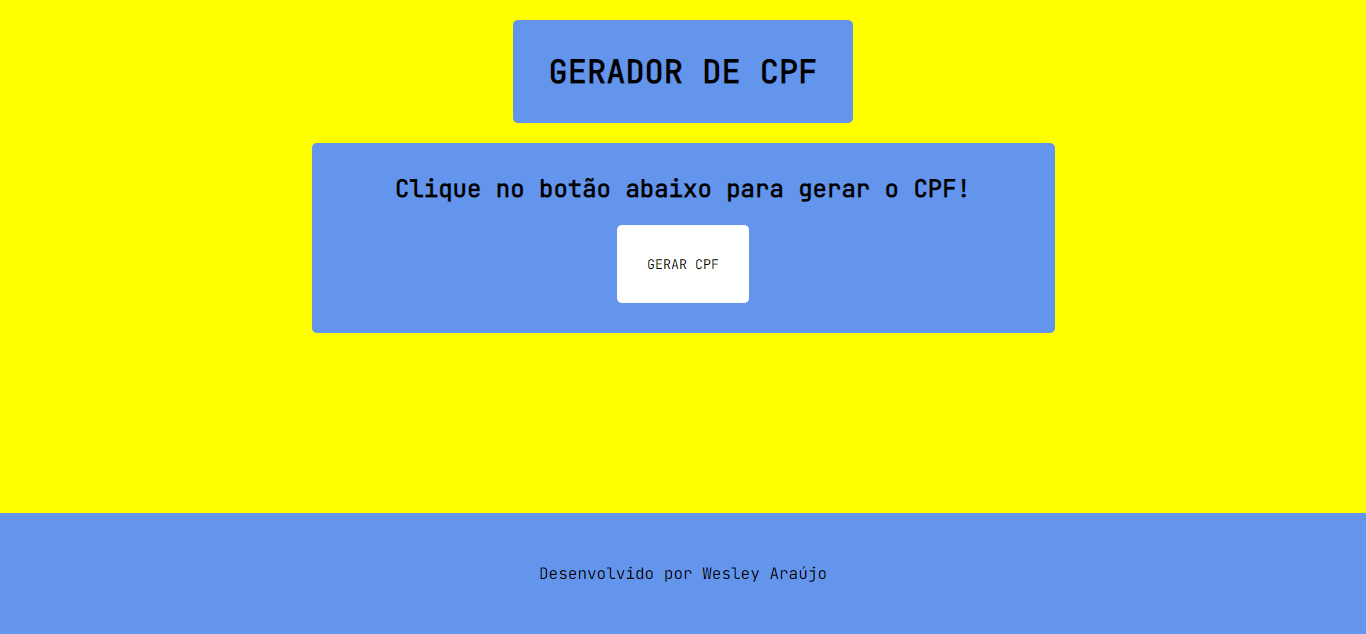 GERADOR DE CPF
Clique no botão abaixo para gerar o CPF!
GERAR CPF
Desenvolvido por Wesley Araújo